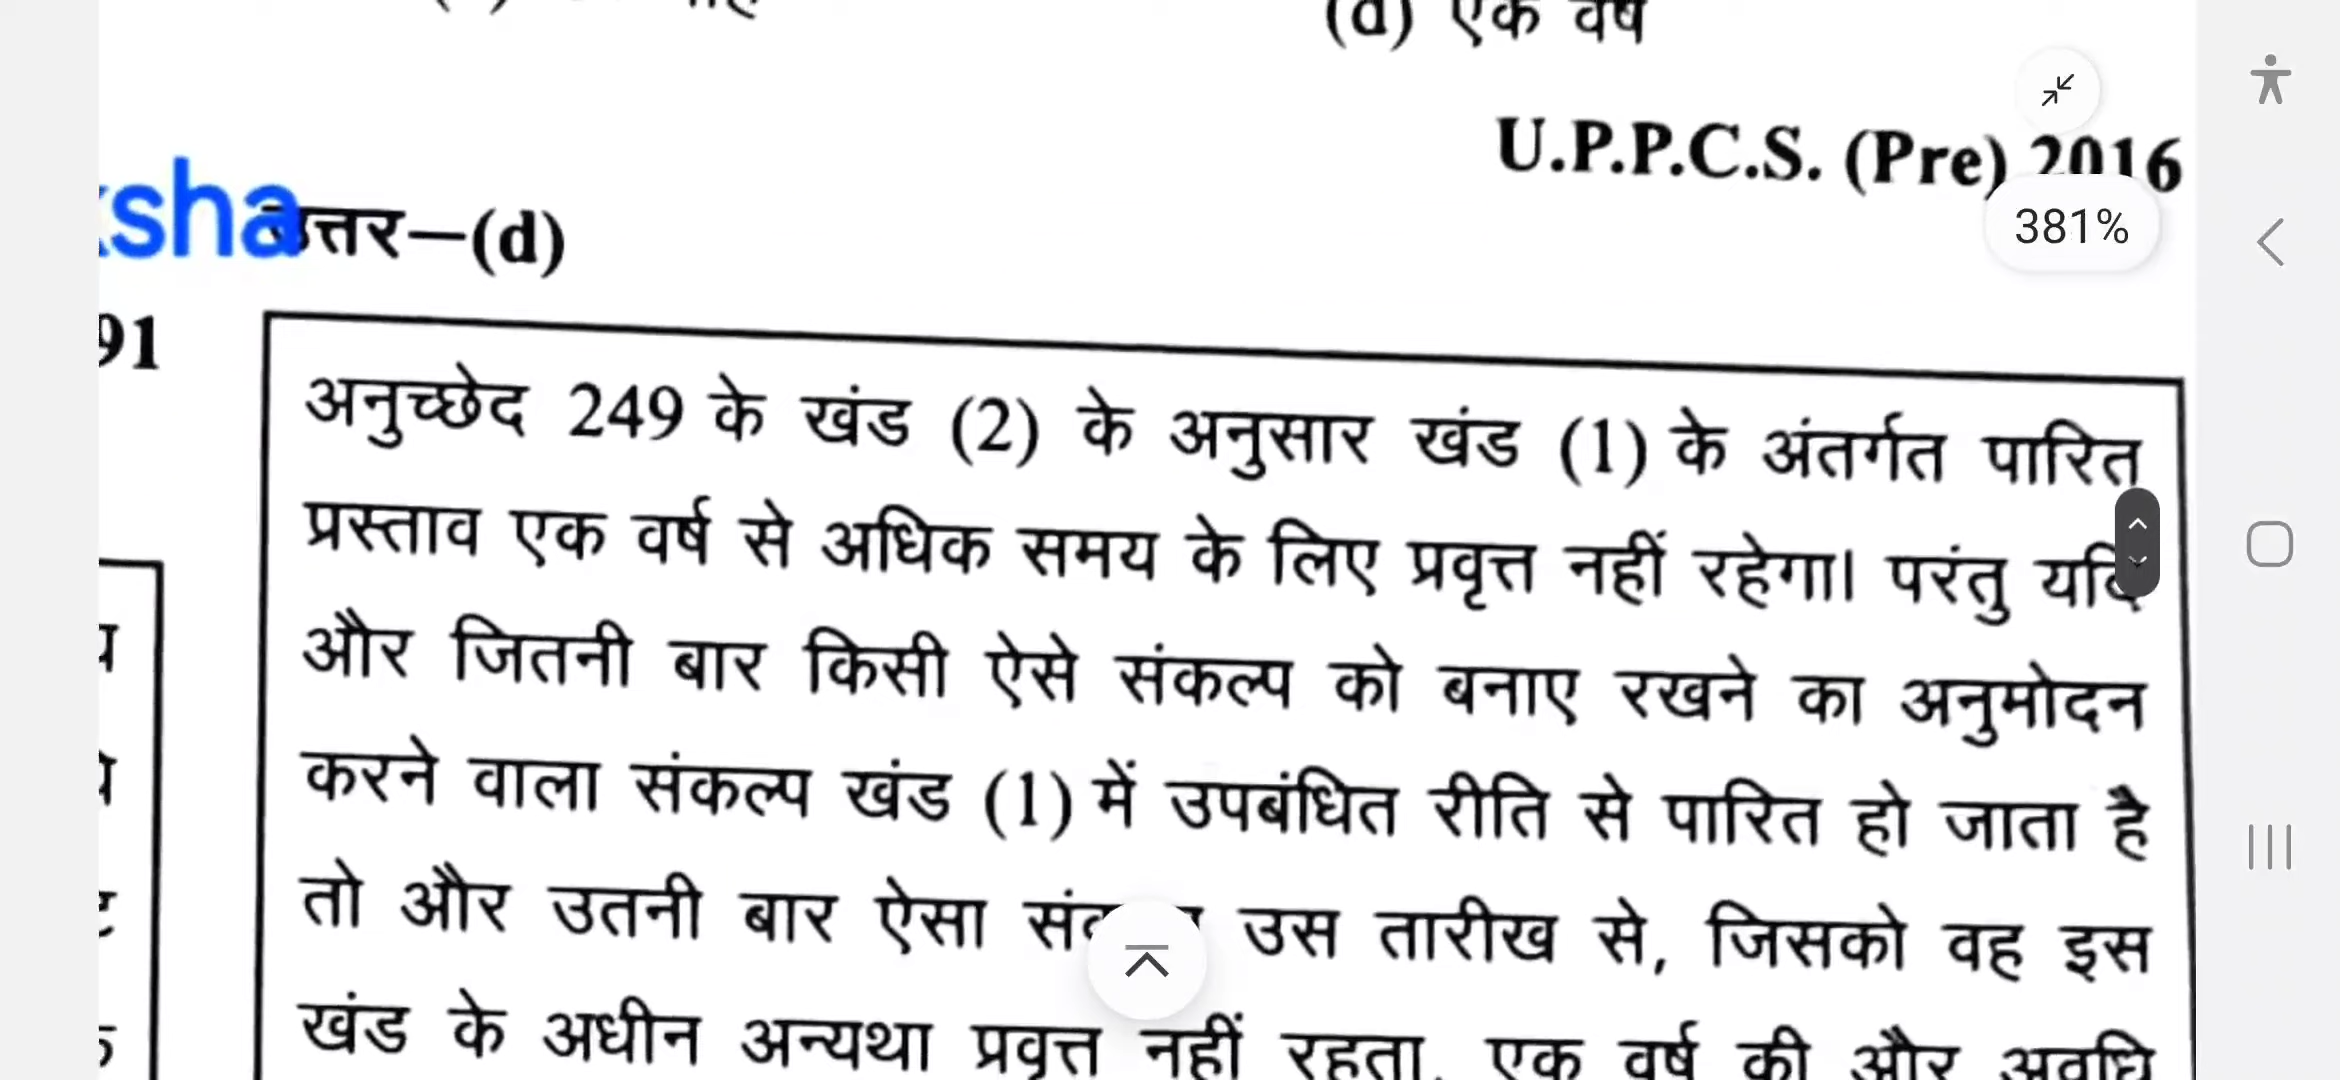 (d) एक वर्ष
U.P.P.C.S. (Pre) 2016
381%
sha
उत्तर–(d)
91
अनुच्छेद 249 के खंड (2) के अनुसार खंड (1) के अंतर्गत पारित
प्रस्ताव एक वर्ष से अधिक समय के लिए प्रवृत्त नहीं रहेगा। परंतु यदि
और जितनी बार किसी ऐसे संकल्प को बनाए रखने का अनुमोदन
करने वाला संकल्प खंड (1) में उपबंधित रीति से पारित हो जाता है
तो और उतनी बार ऐसा उस तारीख से, जिसको वह इस
खंड के अधीन अन्यथा प्रवृत्त नहीं रहता, एक वर्ष की और अवधि